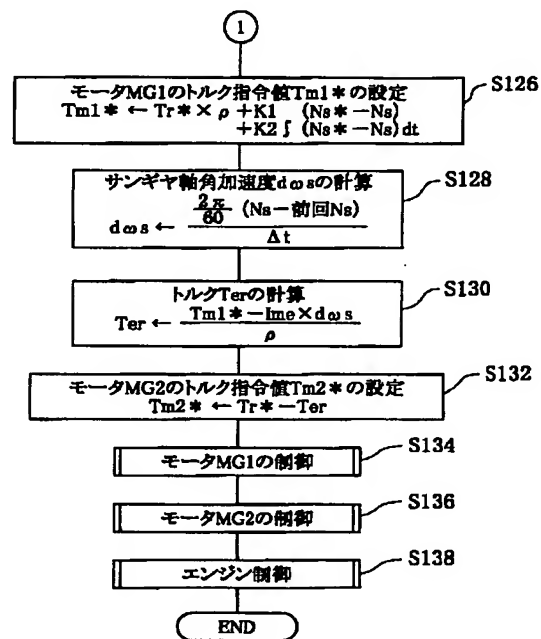 1
モータMG1のトルク指令値Tm1*の設定
Tm1* ← Tr*×ρ +K1 (Ns*−Ns)
+K2∫(Ns*−Ns)dt
S126
サンギヤ軸角加速度dωsの計算
dωs ← 2π/60 (Ns−前回Ns) / Δt
S128
トルクTerの計算
Ter ← Tm1*−Ime×dωs / ρ
S130
モータMG2のトルク指令値Tm2*の設定
Tm2* ← Tr*−Ter
S132
モータMG1の制御
S134
モータMG2の制御
S136
エンジン制御
S138
END